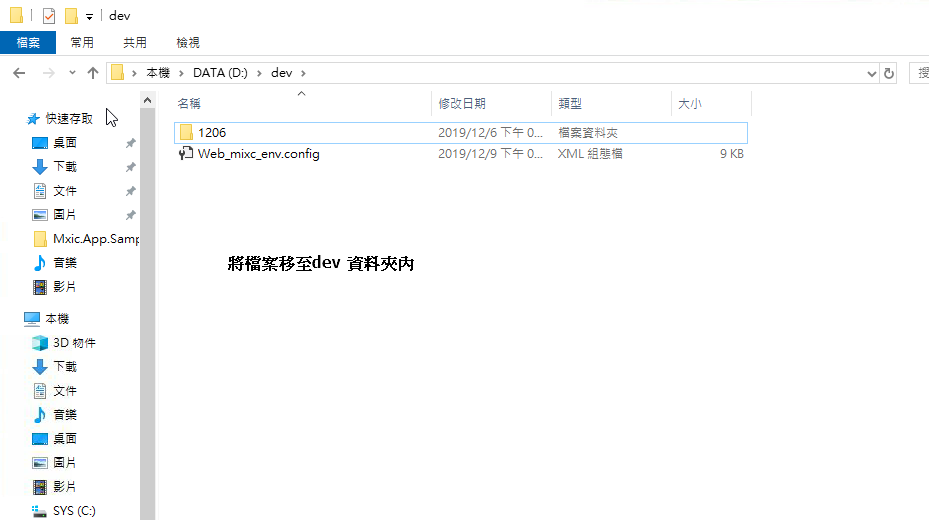 dev
檔案 常用 共用 檢視
本機 DATA (D:) dev 搜
名稱 修改日期 類型 大小
1206 2019/12/6 下午 0... 檔案資料夾
Web_mixc_env.config 2019/12/9 下午 0... XML 組態檔 9 KB
將檔案移至dev 資料夾內
快速存取
桌面
下載
文件
圖片
Mxic.App.Samp
音樂
影片
本機
3D 物件
下載
文件
音樂
桌面
圖片
影片
SYS (C:)